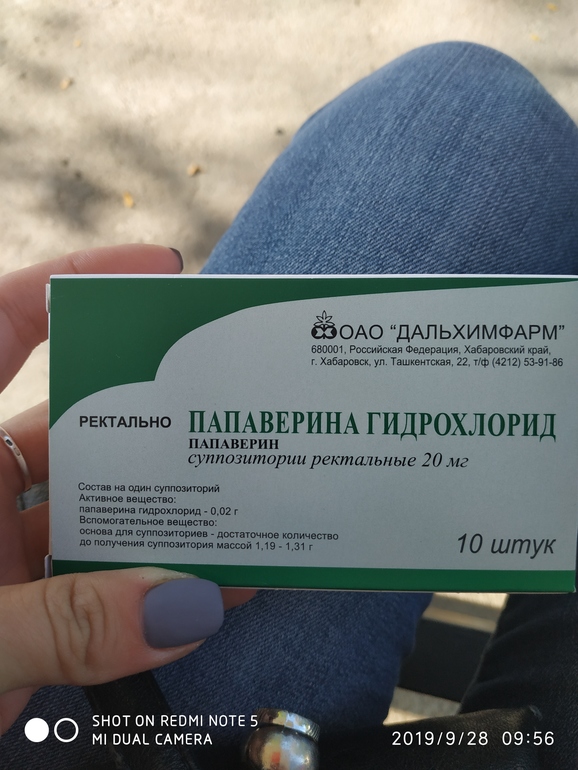 ОАО "ДАЛЬХИМФАРМ"
680001, Российская Федерация, Хабаровский край,
г. Хабаровск, ул. Ташкентская, 22, т/ф (4212) 53-91-86
РЕКТАЛЬНО ПАПАВЕРИНА ГИДРОХЛОРИД
ПАПАВЕРИН
суппозитории ректальные 20 мг
Состав на один суппозиторий
Активное вещество:
папаверина гидрохлорид - 0,02 г
Вспомогательное вещество:
основа для суппозиториев - достаточное количество
до получения суппозитория массой 1,19 - 1,31 г
10 штук
SHOT ON REDMI NOTE 5
MI DUAL CAMERA
2019/9/28 09:56